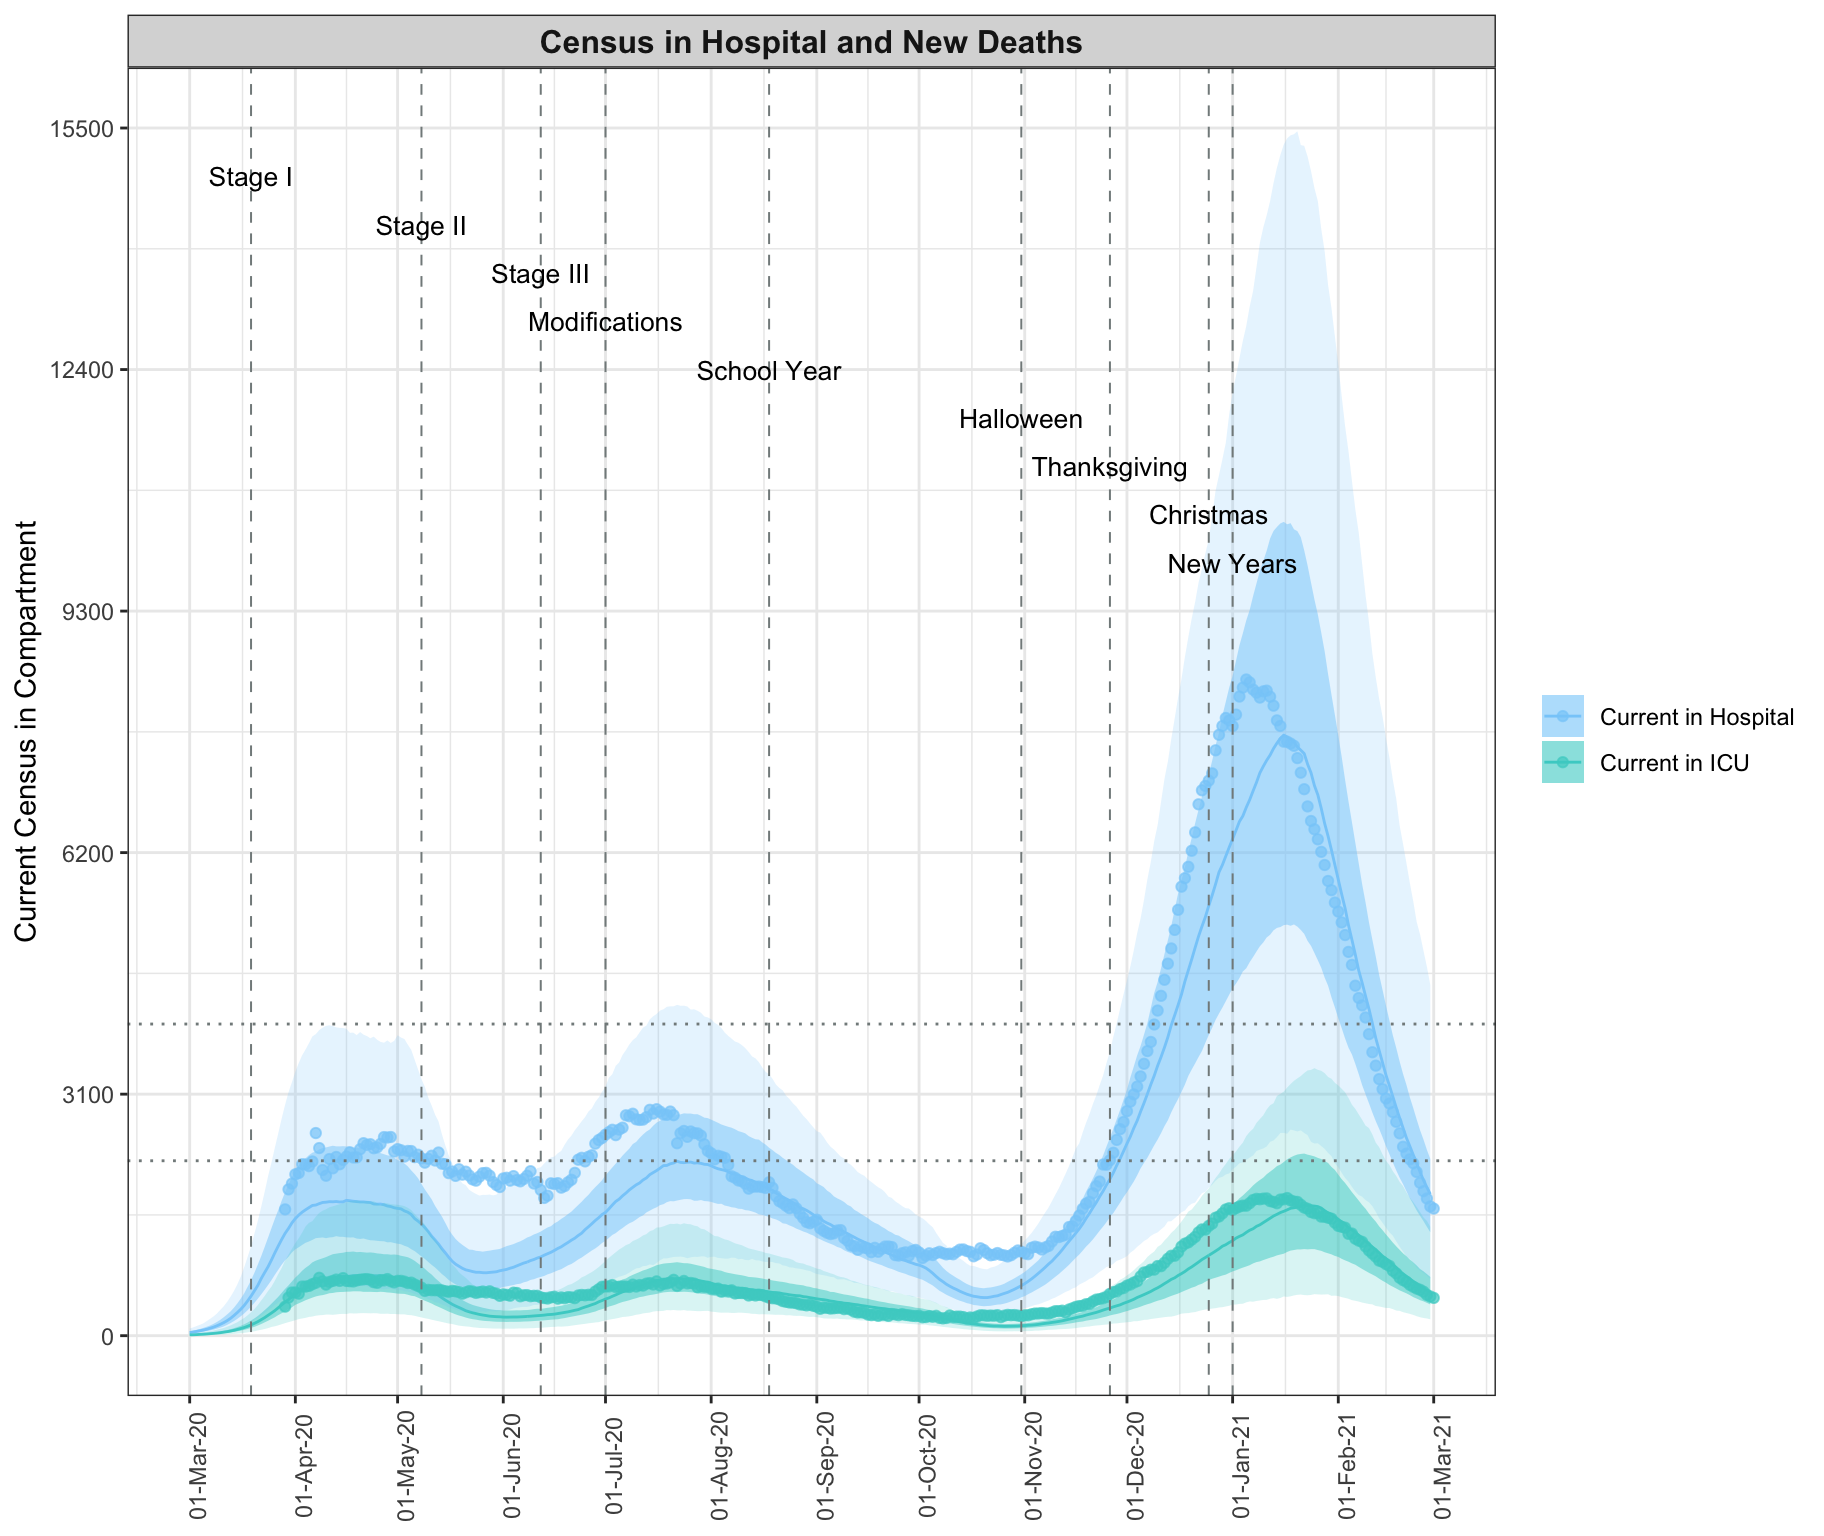 Census in Hospital and New Deaths
Current Census in Compartment
15500
12400
9300
6200
3100
0
Stage I
Stage II
Stage III
Modifications
School Year
Halloween
Thanksgiving
Christmas
New Years
Current in Hospital
Current in ICU
01-Mar-20
01-Apr-20
01-May-20
01-Jun-20
01-Jul-20
01-Aug-20
01-Sep-20
01-Oct-20
01-Nov-20
01-Dec-20
01-Jan-21
01-Feb-21
01-Mar-21